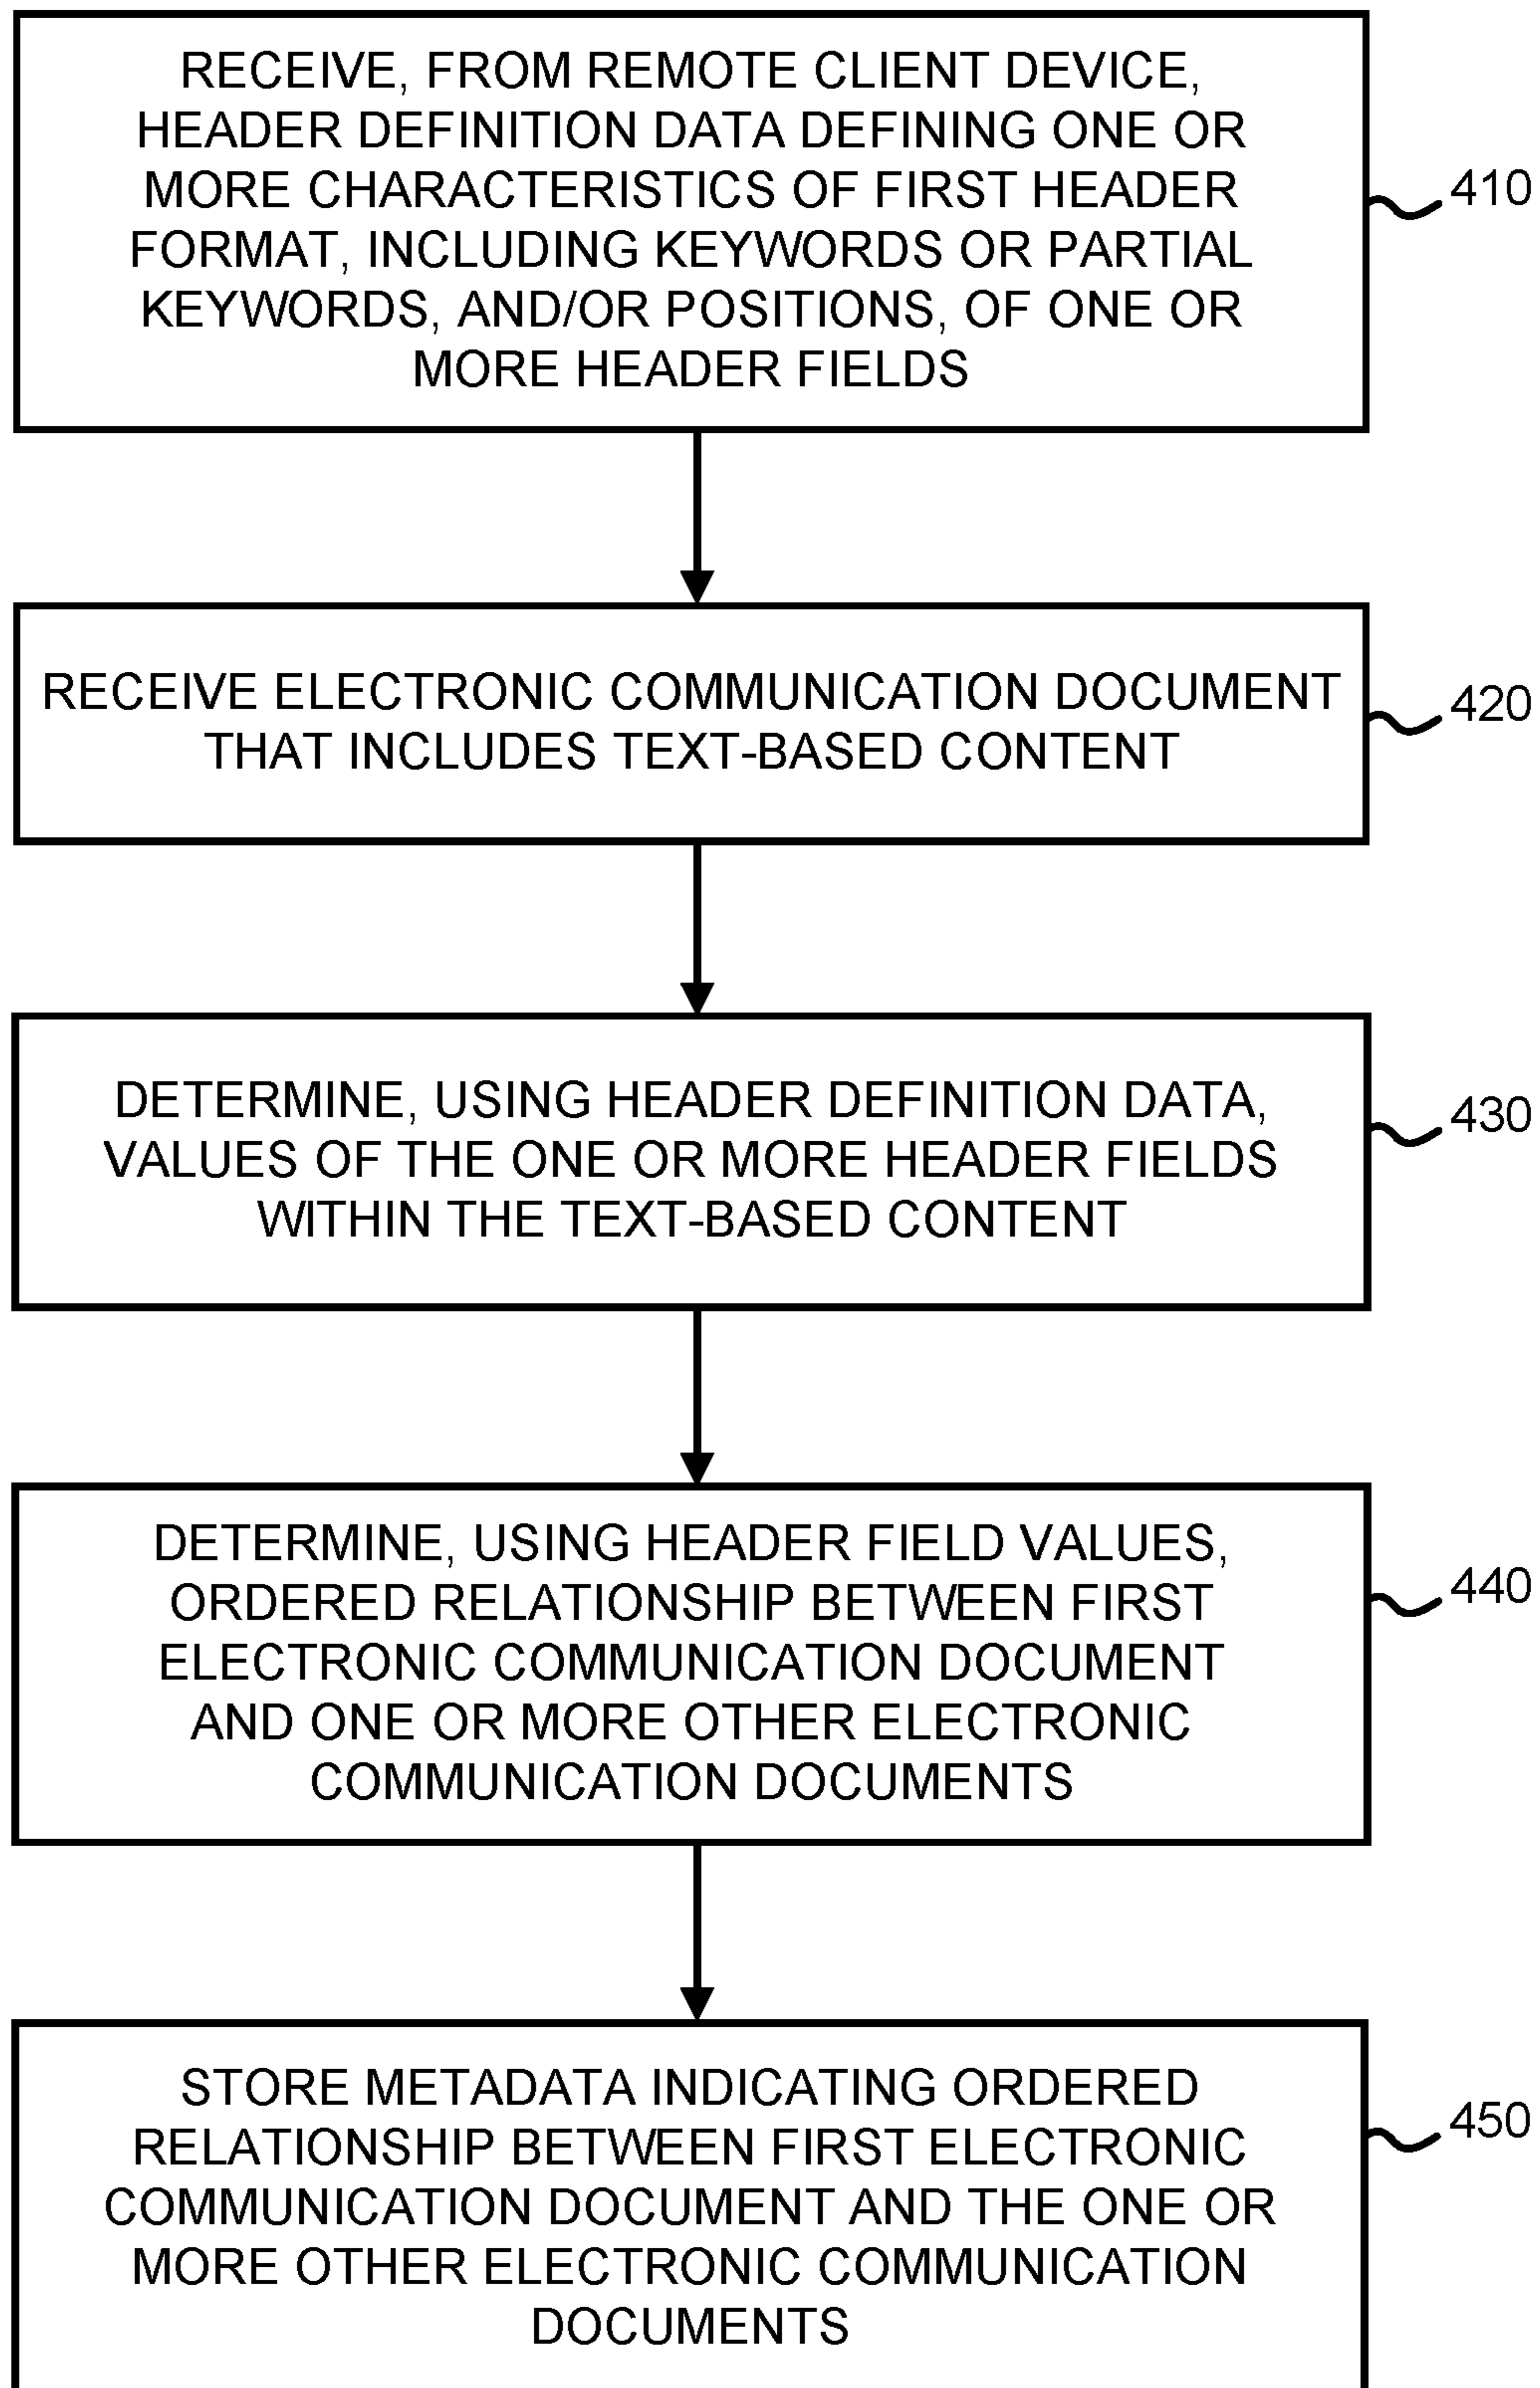 RECEIVE, FROM REMOTE CLIENT DEVICE,
HEADER DEFINITION DATA DEFINING ONE OR
MORE CHARACTERISTICS OF FIRST HEADER
FORMAT, INCLUDING KEYWORDS OR PARTIAL
KEYWORDS, AND/OR POSITIONS, OF ONE OR
MORE HEADER FIELDS
410
RECEIVE ELECTRONIC COMMUNICATION DOCUMENT
THAT INCLUDES TEXT-BASED CONTENT
420
DETERMINE, USING HEADER DEFINITION DATA,
VALUES OF THE ONE OR MORE HEADER FIELDS
WITHIN THE TEXT-BASED CONTENT
430
DETERMINE, USING HEADER FIELD VALUES,
ORDERED RELATIONSHIP BETWEEN FIRST
ELECTRONIC COMMUNICATION DOCUMENT
AND ONE OR MORE OTHER ELECTRONIC
COMMUNICATION DOCUMENTS
440
STORE METADATA INDICATING ORDERED
RELATIONSHIP BETWEEN FIRST ELECTRONIC
COMMUNICATION DOCUMENT AND THE ONE OR
MORE OTHER ELECTRONIC COMMUNICATION
DOCUMENTS
450